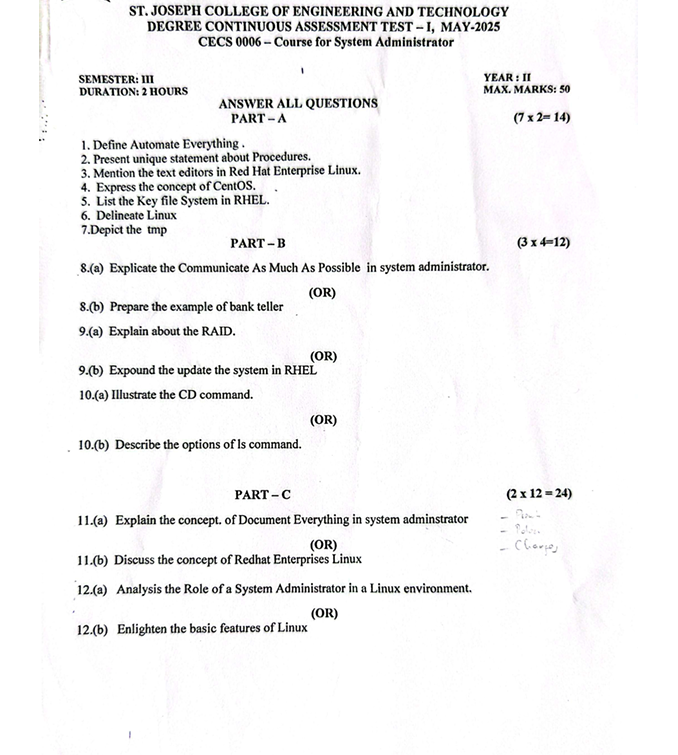 ST. JOSEPH COLLEGE OF ENGINEERING AND TECHNOLOGY
DEGREE CONTINUOUS ASSESSMENT TEST – I, MAY-2025
CECS 0006 – Course for System Administrator
SEMESTER: III YEAR : II
DURATION: 2 HOURS MAX. MARKS: 50
ANSWER ALL QUESTIONS
PART – A (7 x 2= 14)
1. Define Automate Everything .
2. Present unique statement about Procedures.
3. Mention the text editors in Red Hat Enterprise Linux.
4. Express the concept of CentOS.
5. List the Key file System in RHEL.
6. Delineate Linux
7.Depict the tmp
PART – B (3 x 4=12)
8.(a) Explicate the Communicate As Much As Possible in system administrator.
(OR)
8.(b) Prepare the example of bank teller
9.(a) Explain about the RAID.
(OR)
9.(b) Expound the update the system in RHEL
10.(a) Illustrate the CD command.
(OR)
10.(b) Describe the options of ls command.
PART – C (2 x 12 = 24)
11.(a) Explain the concept. of Document Everything in system adminstrator
(OR)
11.(b) Discuss the concept of Redhat Enterprises Linux
12.(a) Analysis the Role of a System Administrator in a Linux environment.
(OR)
12.(b) Enlighten the basic features of Linux